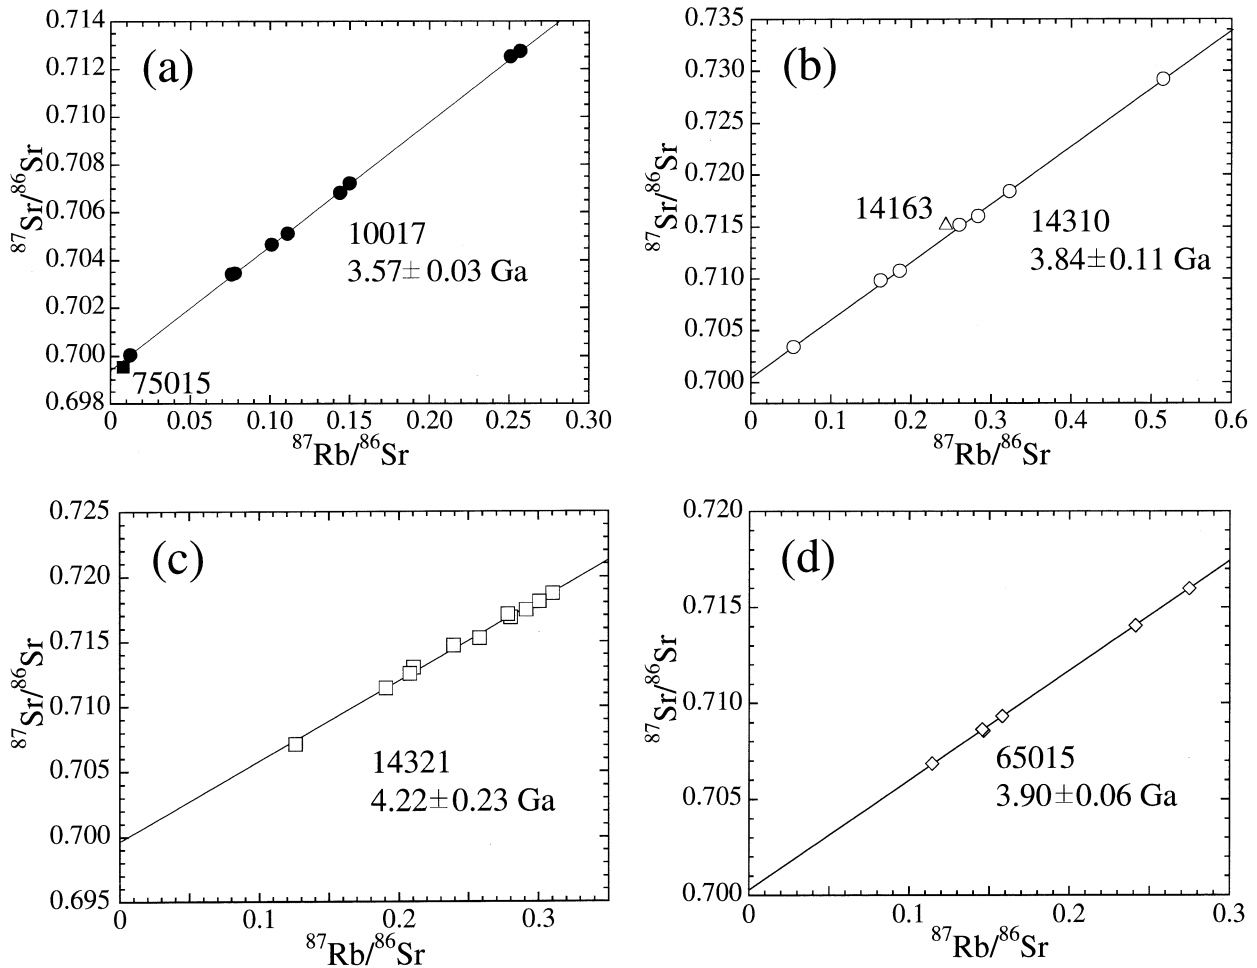 (a)
0.714
0.712
0.710
0.708
0.706
0.704
0.702
0.700
0.698
87Sr/86Sr
10017
3.57±0.03 Ga
75015
0 0.05 0.10 0.15 0.20 0.25 0.30
87Rb/86Sr
(b)
0.735
0.730
0.725
0.720
0.715
0.710
0.705
0.700
87Sr/86Sr
14163
14310
3.84±0.11 Ga
0 0.1 0.2 0.3 0.4 0.5 0.6
87Rb/86Sr
(c)
0.725
0.720
0.715
0.710
0.705
0.700
0.695
87Sr/86Sr
14321
4.22±0.23 Ga
0 0.1 0.2 0.3
87Rb/86Sr
(d)
0.720
0.715
0.710
0.705
0.700
87Sr/86Sr
65015
3.90±0.06 Ga
0 0.1 0.2 0.3
87Rb/86Sr